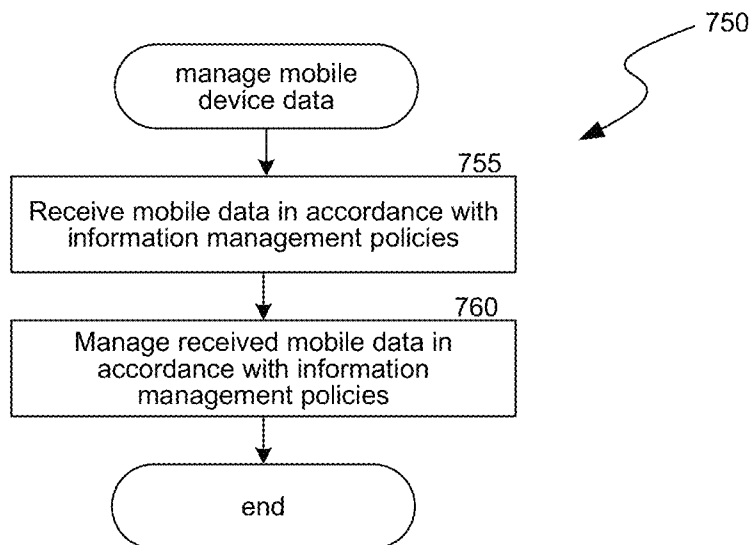 750
manage mobile
device data
755
Receive mobile data in accordance with
information management policies
760
Manage received mobile data in
accordance with information
management policies
end